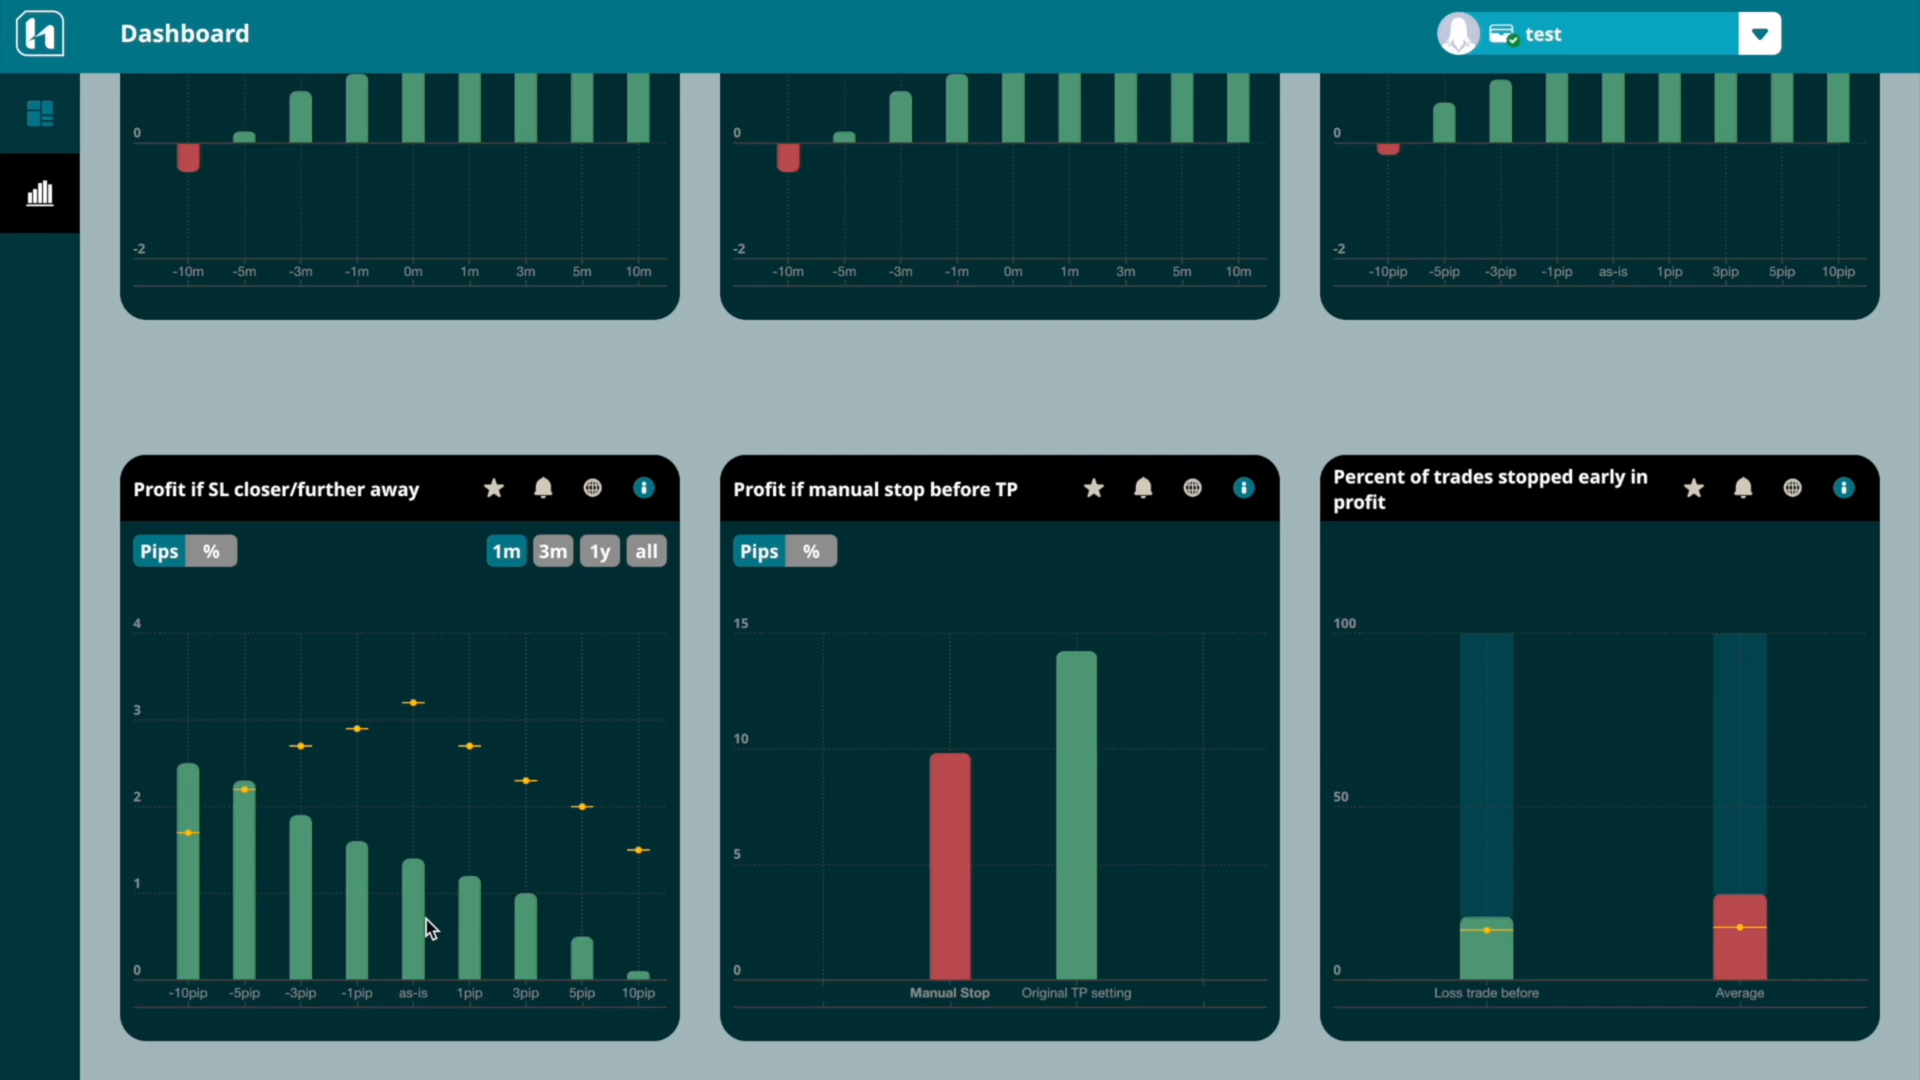 Dashboard
test
0
-2
-10m -5m -3m -1m 0m 1m 3m 5m 10m
0
-2
-10m -5m -3m -1m 0m 1m 3m 5m 10m
0
-2
-10pip -5pip -3pip -1pip as-is 1pip 3pip 5pip 10pip
Profit if SL closer/further away
Pips %
1m 3m 1y all
4
3
2
1
0
-10pip -5pip -3pip -1pip as-is 1pip 3pip 5pip 10pip
Profit if manual stop before TP
Pips %
15
10
5
0
Manual Stop Original TP setting
Percent of trades stopped early in
profit
100
50
0
Loss trade before Average